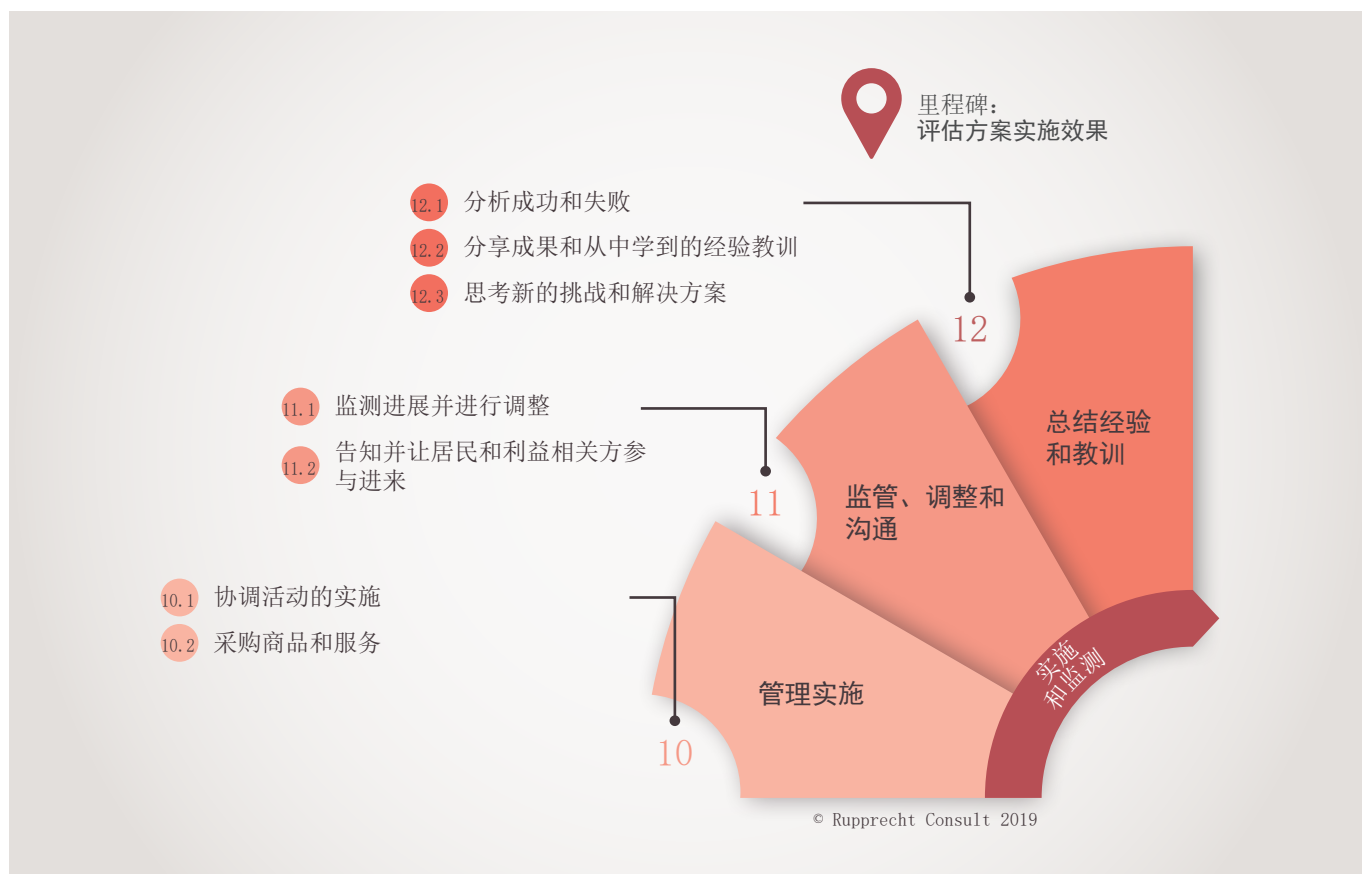 里程碑：
评估方案实施效果
12.1 分析成功和失败
12.2 分享成果和从中学到的经验教训
12.3 思考新的挑战和解决方案
12
总结经验
和教训
11.1 监测进展并进行调整
11.2 告知并让居民和利益相关方参
与进来
11
监管、调整和
沟通
10.1 协调活动的实施
10.2 采购商品和服务
10
管理实施
实施
和监测
© Rupprecht Consult 2019